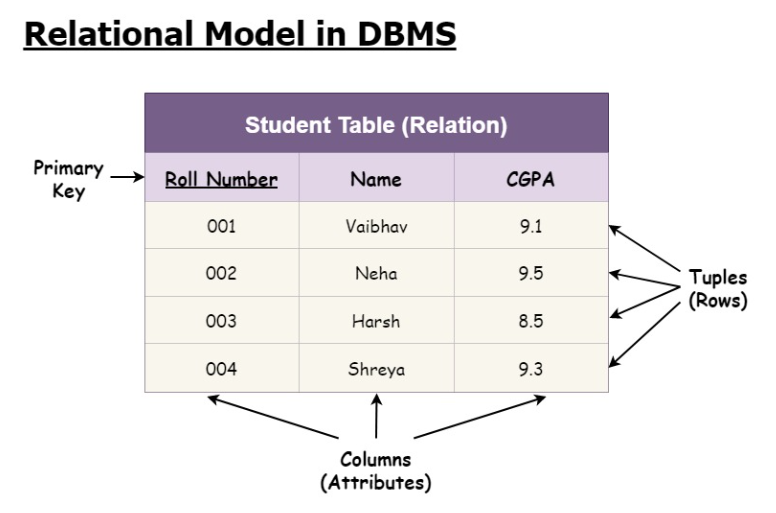 Relational Model in DBMS
Student Table (Relation)
Primary
Key
Roll Number Name CGPA
001 Vaibhav 9.1
002 Neha 9.5
003 Harsh 8.5
004 Shreya 9.3
Tuples
(Rows)
Columns
(Attributes)